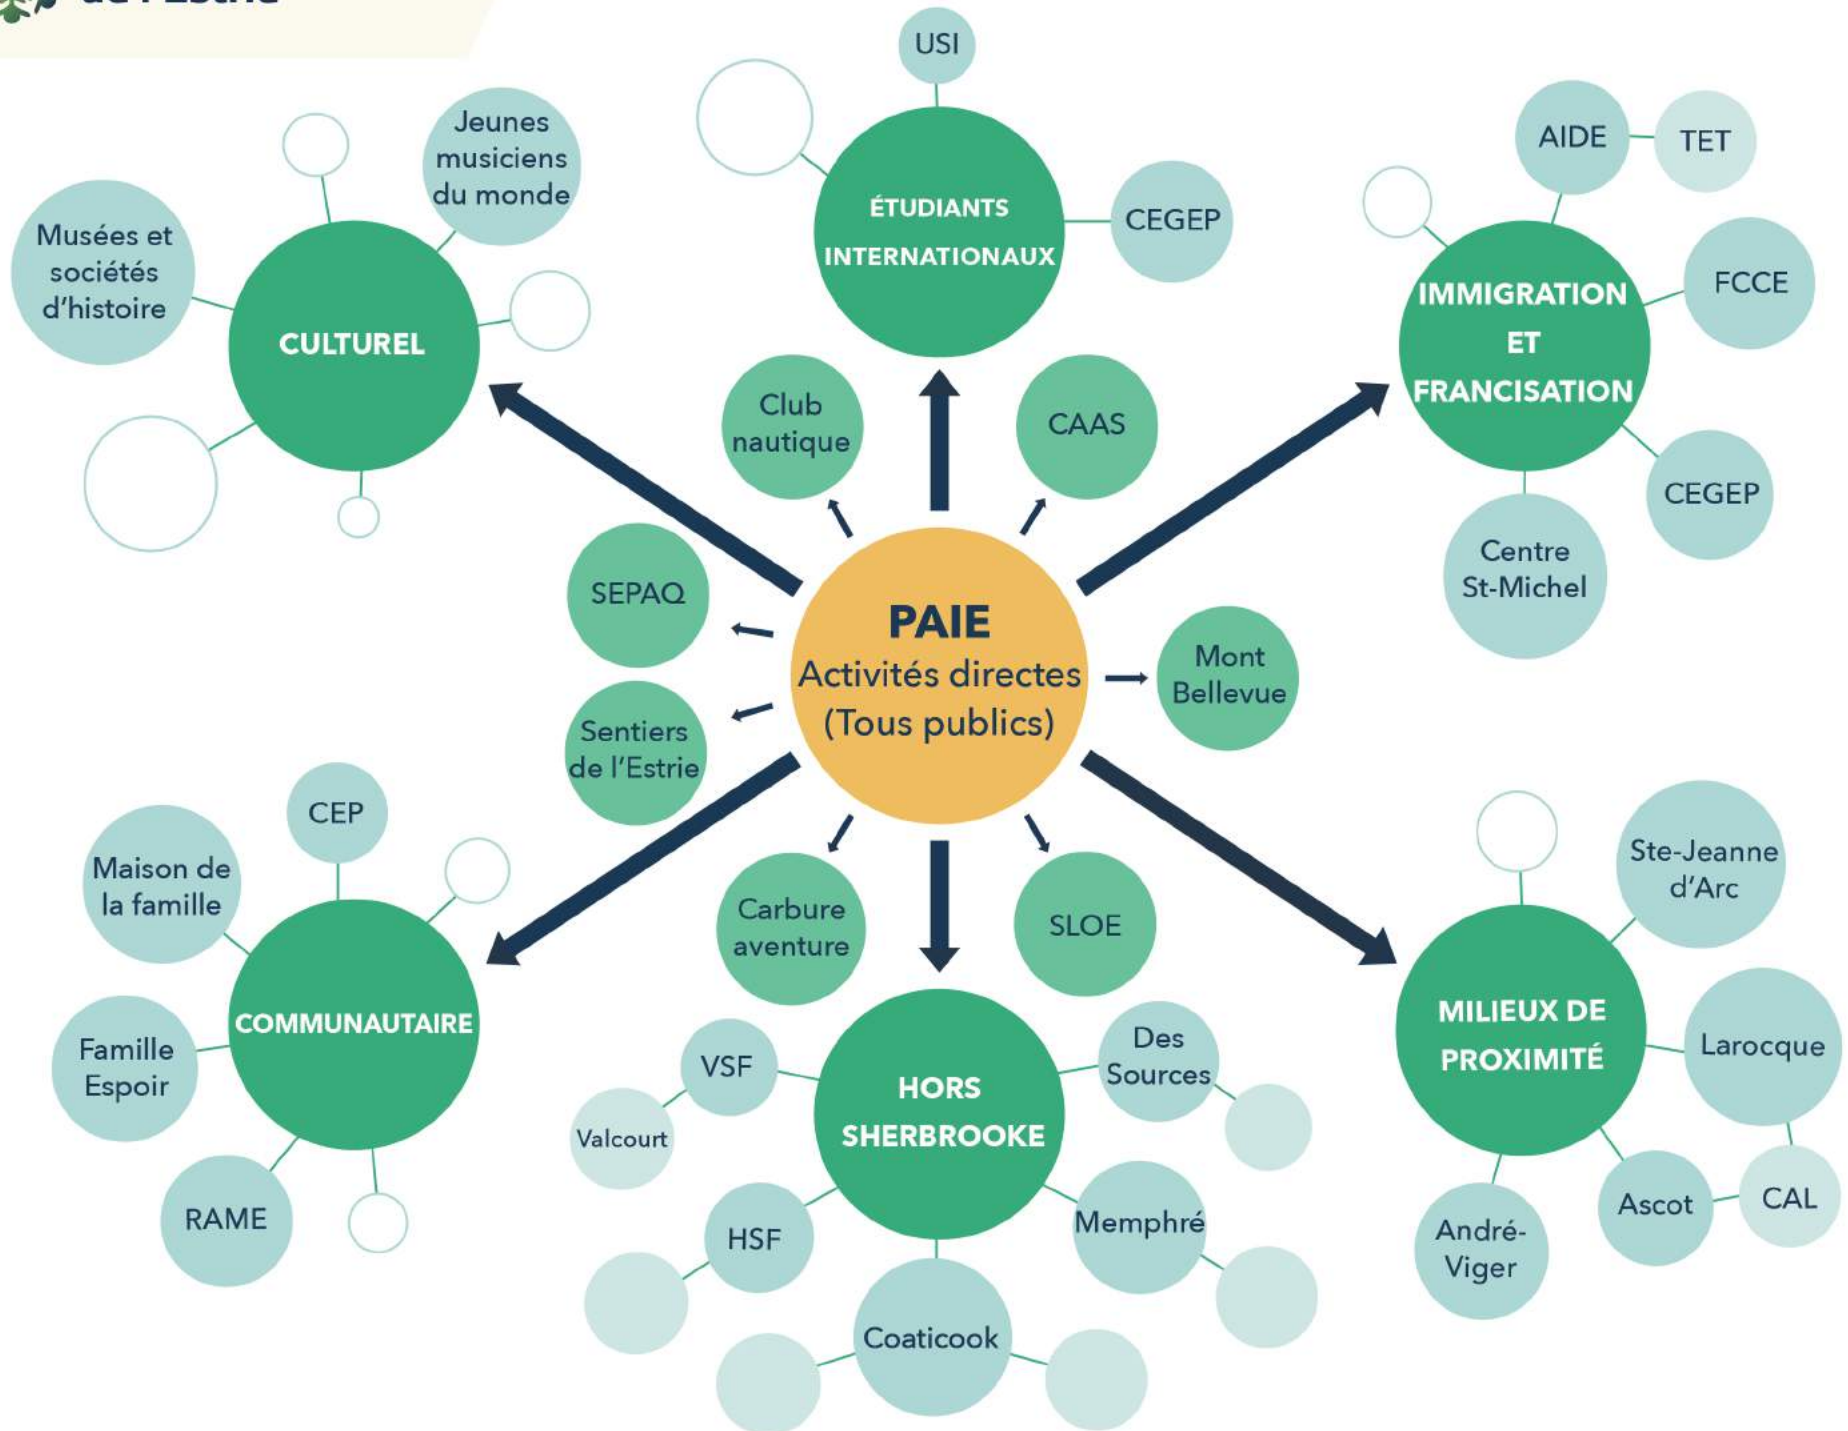 de l'Estrie
USI
Jeunes
musiciens
du monde
AIDE
TET
Musées et
sociétés
d'histoire
ÉTUDIANTS
INTERNATIONAUX
CEGEP
FCCE
CULTUREL
IMMIGRATION
ET
FRANCISATION
Club
nautique
CAAS
CEGEP
Centre
St-Michel
SEPAQ
PAIE
Activités directes
(Tous publics)
Mont
Bellevue
Sentiers
de l'Estrie
CEP
Maison de
la famille
Ste-Jeanne
d'Arc
Carbure
aventure
SLOE
COMMUNAUTAIRE
MILIEUX DE
PROXIMITÉ
Larocque
Famille
Espoir
VSF
HORS
SHERBROOKE
Des
Sources
Valcourt
RAME
HSF
Memphré
Ascot
CAL
André-
Viger
Coaticook